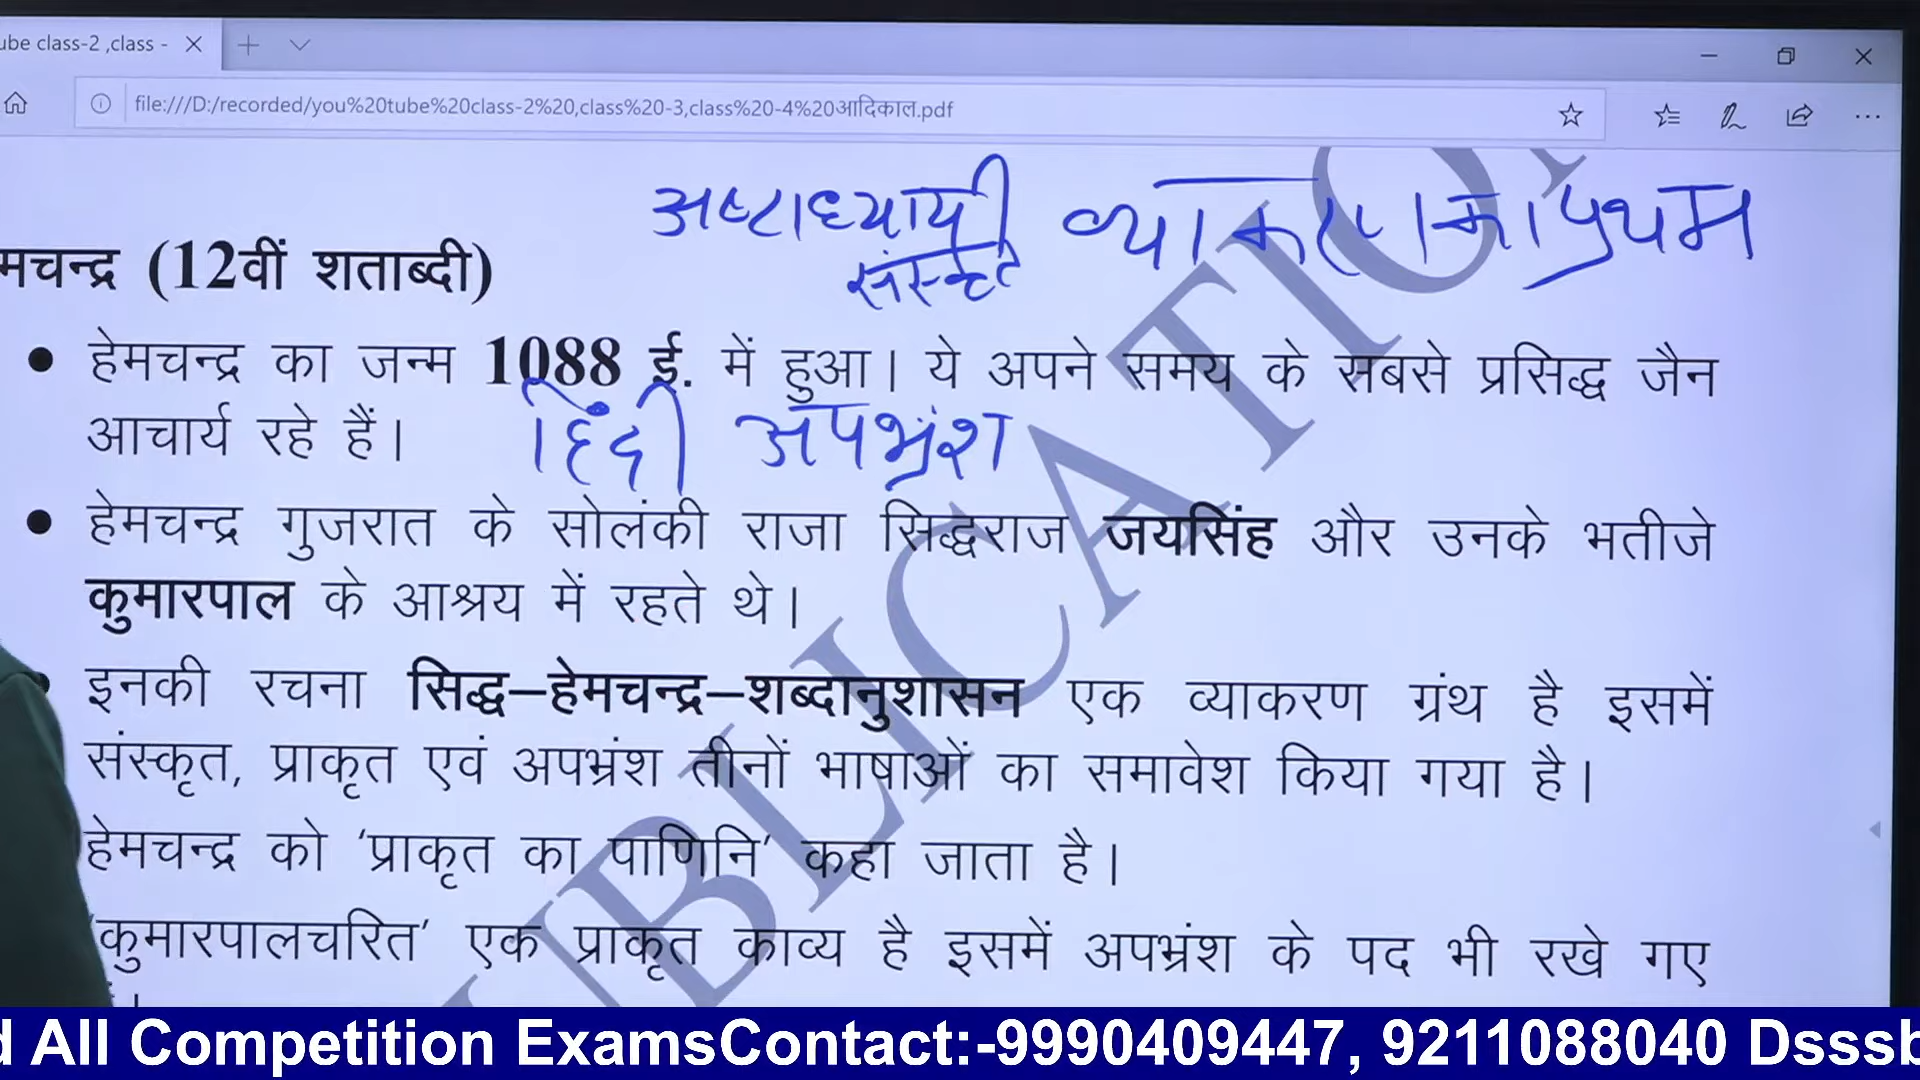 ube class-2 ,class -
file:///D:/recorded/you%20tube%20class-2%20,class%20-3,class%20-4%20आदिकाल.pdf
अष्टाध्यायी व्याकरण का प्रथम
संस्कृत
मचन्द्र (12वीं शताब्दी)
• हेमचन्द्र का जन्म 1088 ई. में हुआ। ये अपने समय के सबसे प्रसिद्ध जैन
आचार्य रहे हैं।
हिंदी अपभ्रंश
• हेमचन्द्र गुजरात के सोलंकी राजा सिद्धराज जयसिंह और उनके भतीजे
कुमारपाल के आश्रय में रहते थे।
इनकी रचना सिद्ध–हेमचन्द्र–शब्दानुशासन एक व्याकरण ग्रंथ है इसमें
संस्कृत, प्राकृत एवं अपभ्रंश तीनों भाषाओं का समावेश किया गया है।
हेमचन्द्र को 'प्राकृत का पाणिनि' कहा जाता है।
'कुमारपालचरित' एक प्राकृत काव्य है इसमें अपभ्रंश के पद भी रखे गए
UBLICATION
d All Competition ExamsContact:-9990409447, 9211088040 Dsssb